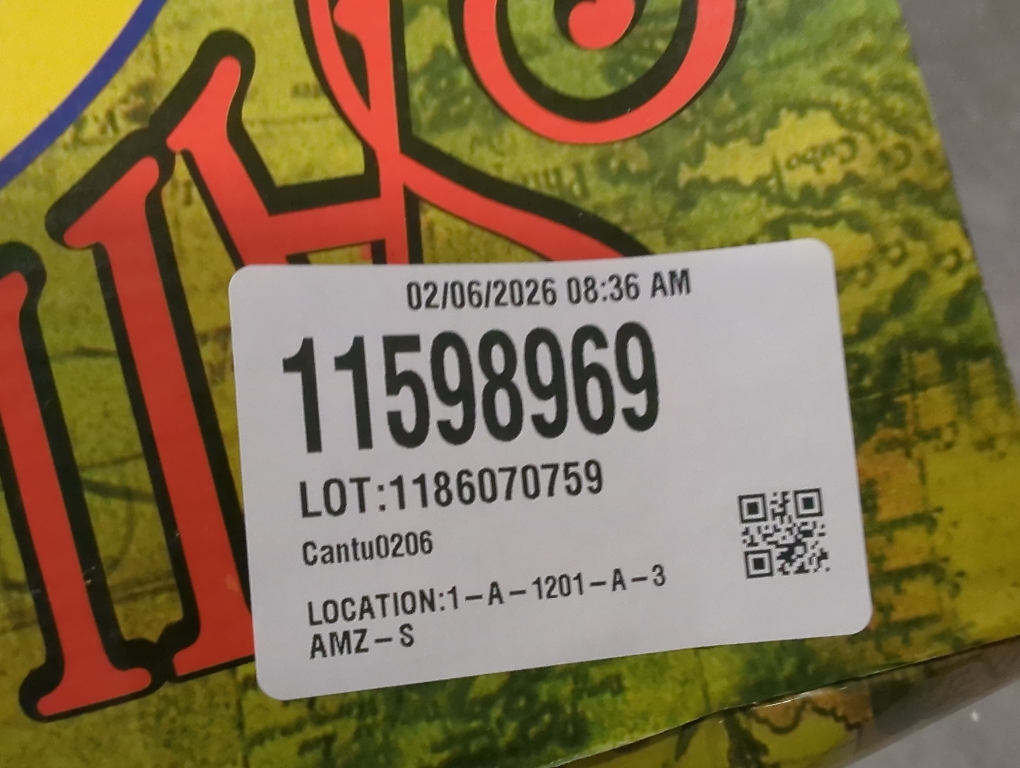 02/06/2026 08:36 AM
11598969
LOT:1186070759
Cantu0206
LOCATION:1-A-1201-A-3
AMZ-S